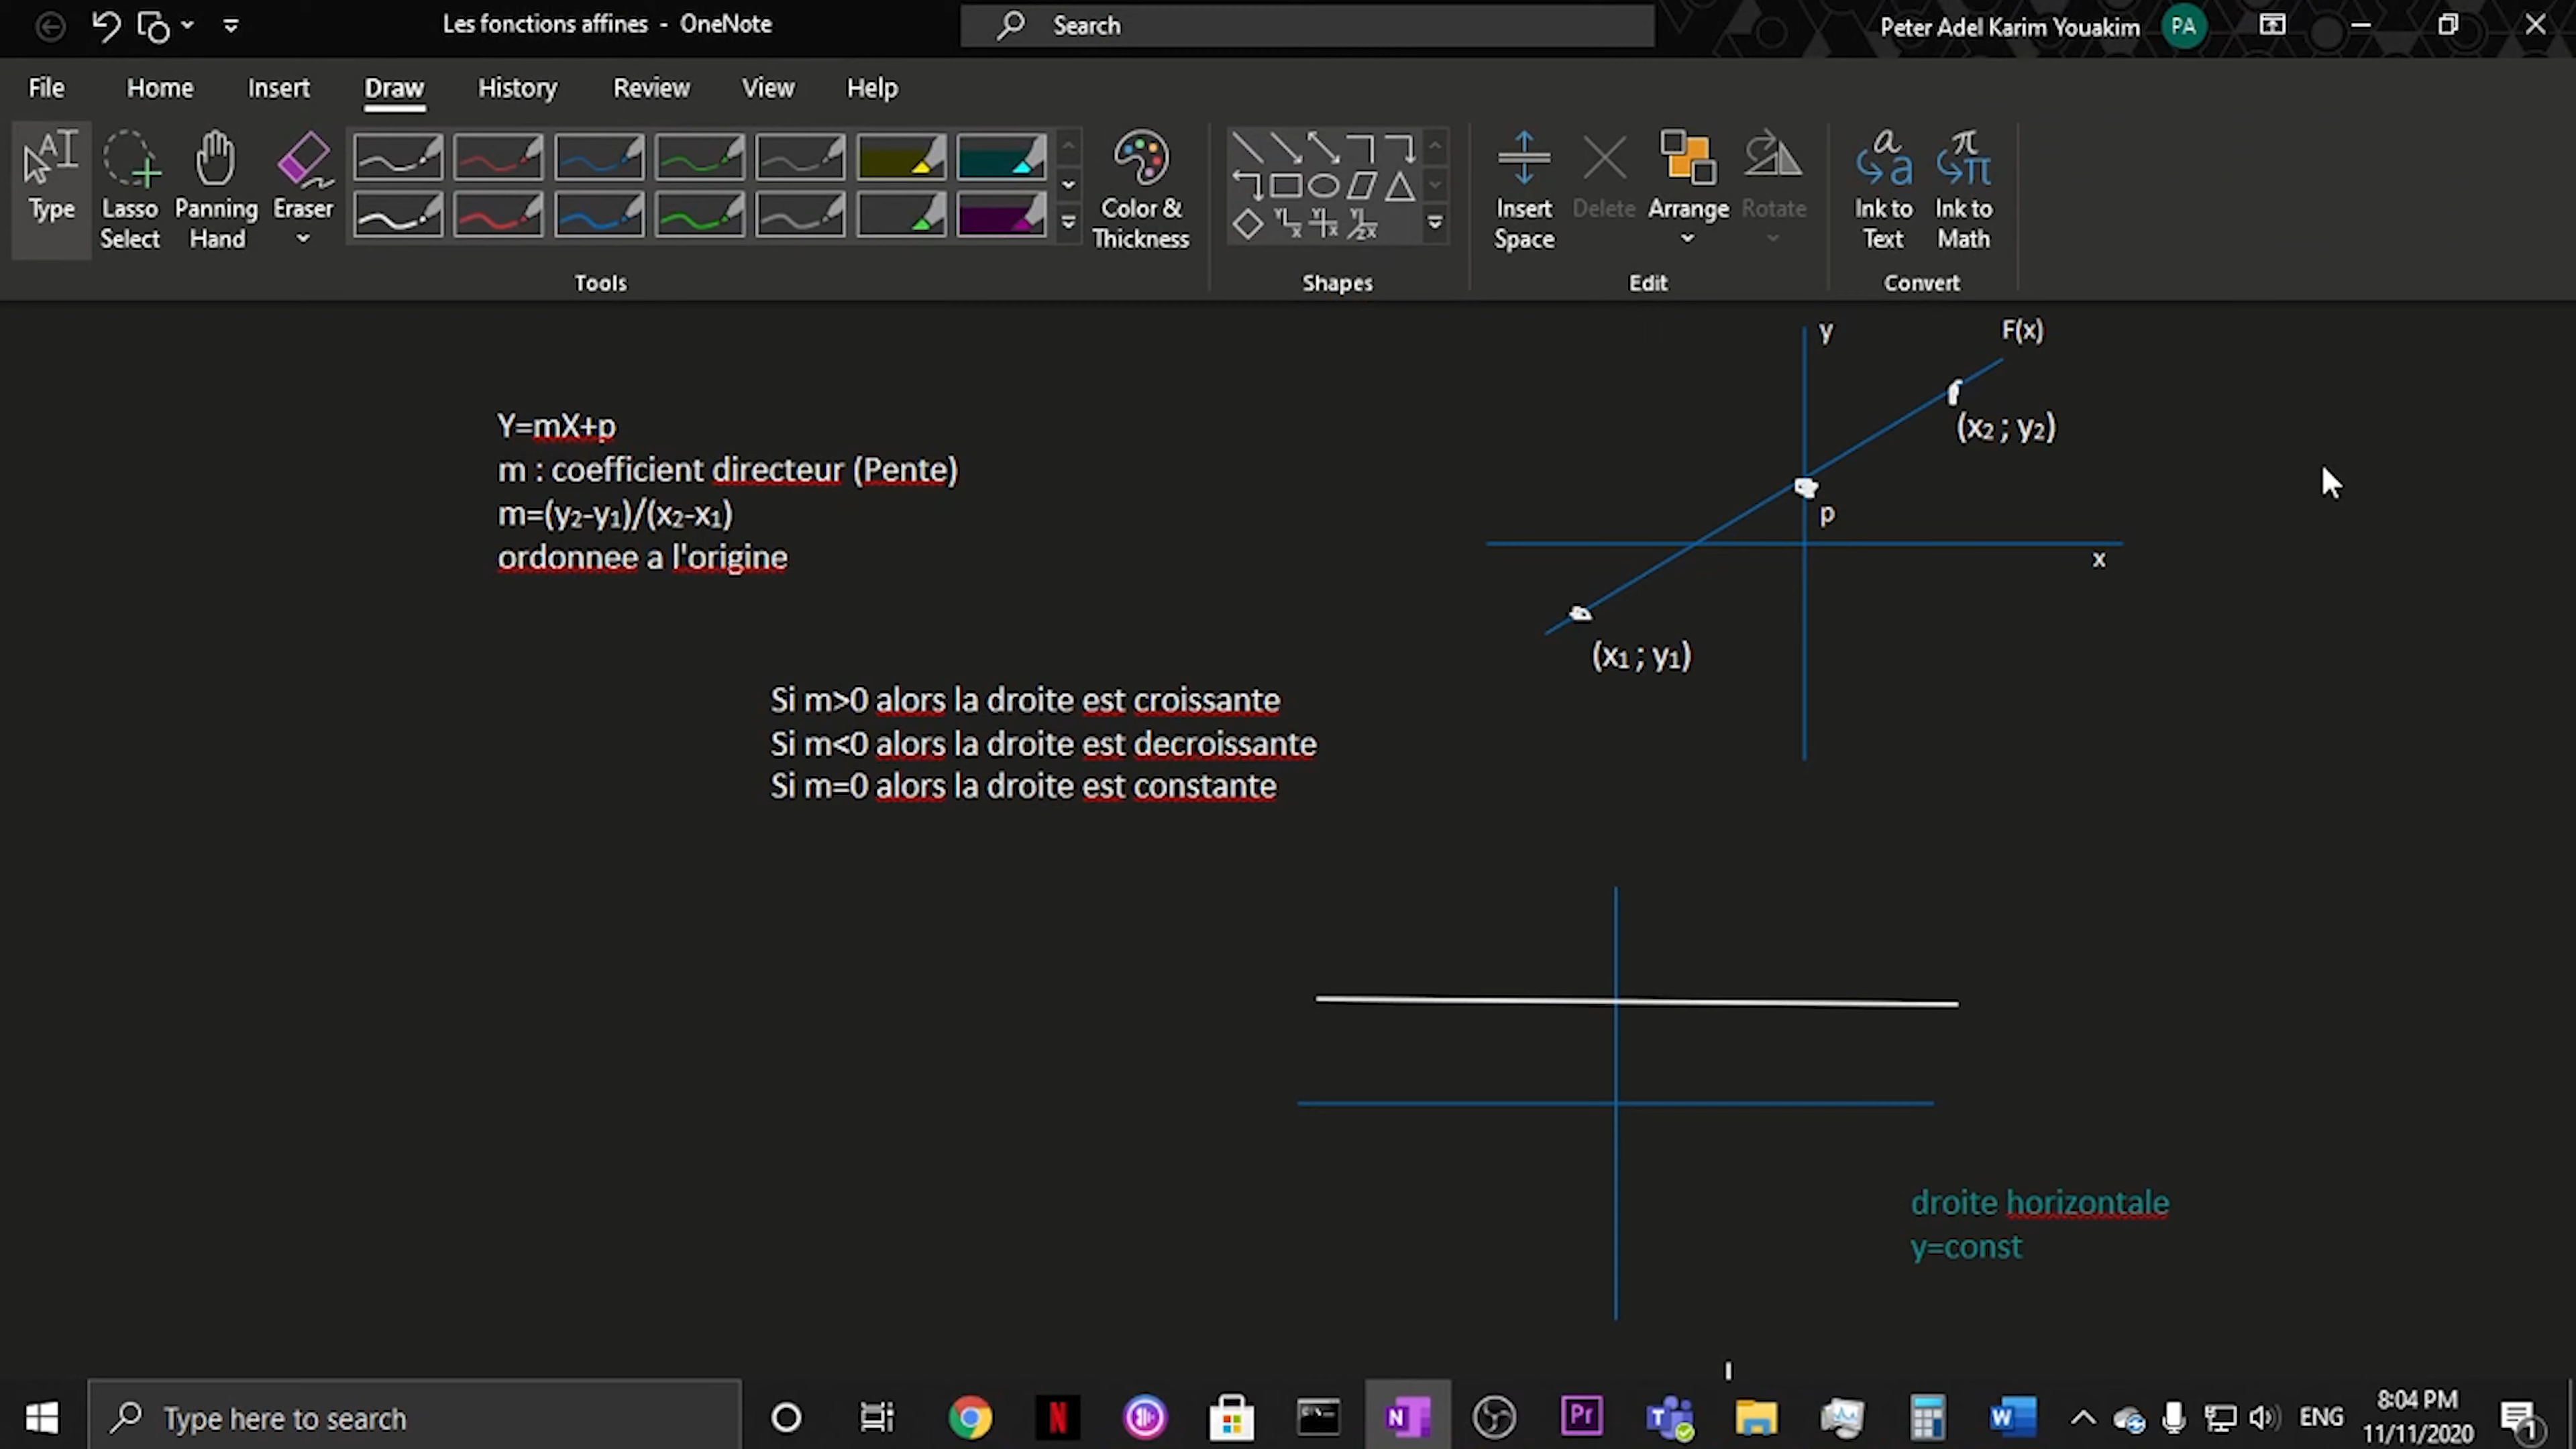 Les fonctions affines - OneNote
Search
Peter Adel Karim Youakim
PA
File
Home
Insert
Draw
History
Review
View
Help
Type
Lasso Select
Panning Hand
Eraser
Color & Thickness
Insert Space
Delete
Arrange
Rotate
Ink to Text
Ink to Math
Tools
Shapes
Edit
Convert
Y=mX+p
m : coefficient directeur (Pente)
m=(y₂-y₁)/(x₂-x₁)
ordonnee a l'origine
y
F(x)
(x₂ ; y₂)
p
x
(x₁ ; y₁)
Si m>0 alors la droite est croissante
Si m<0 alors la droite est decroissante
Si m=0 alors la droite est constante
droite horizontale
y=const
Type here to search
ENG
8:04 PM
11/11/2020
1